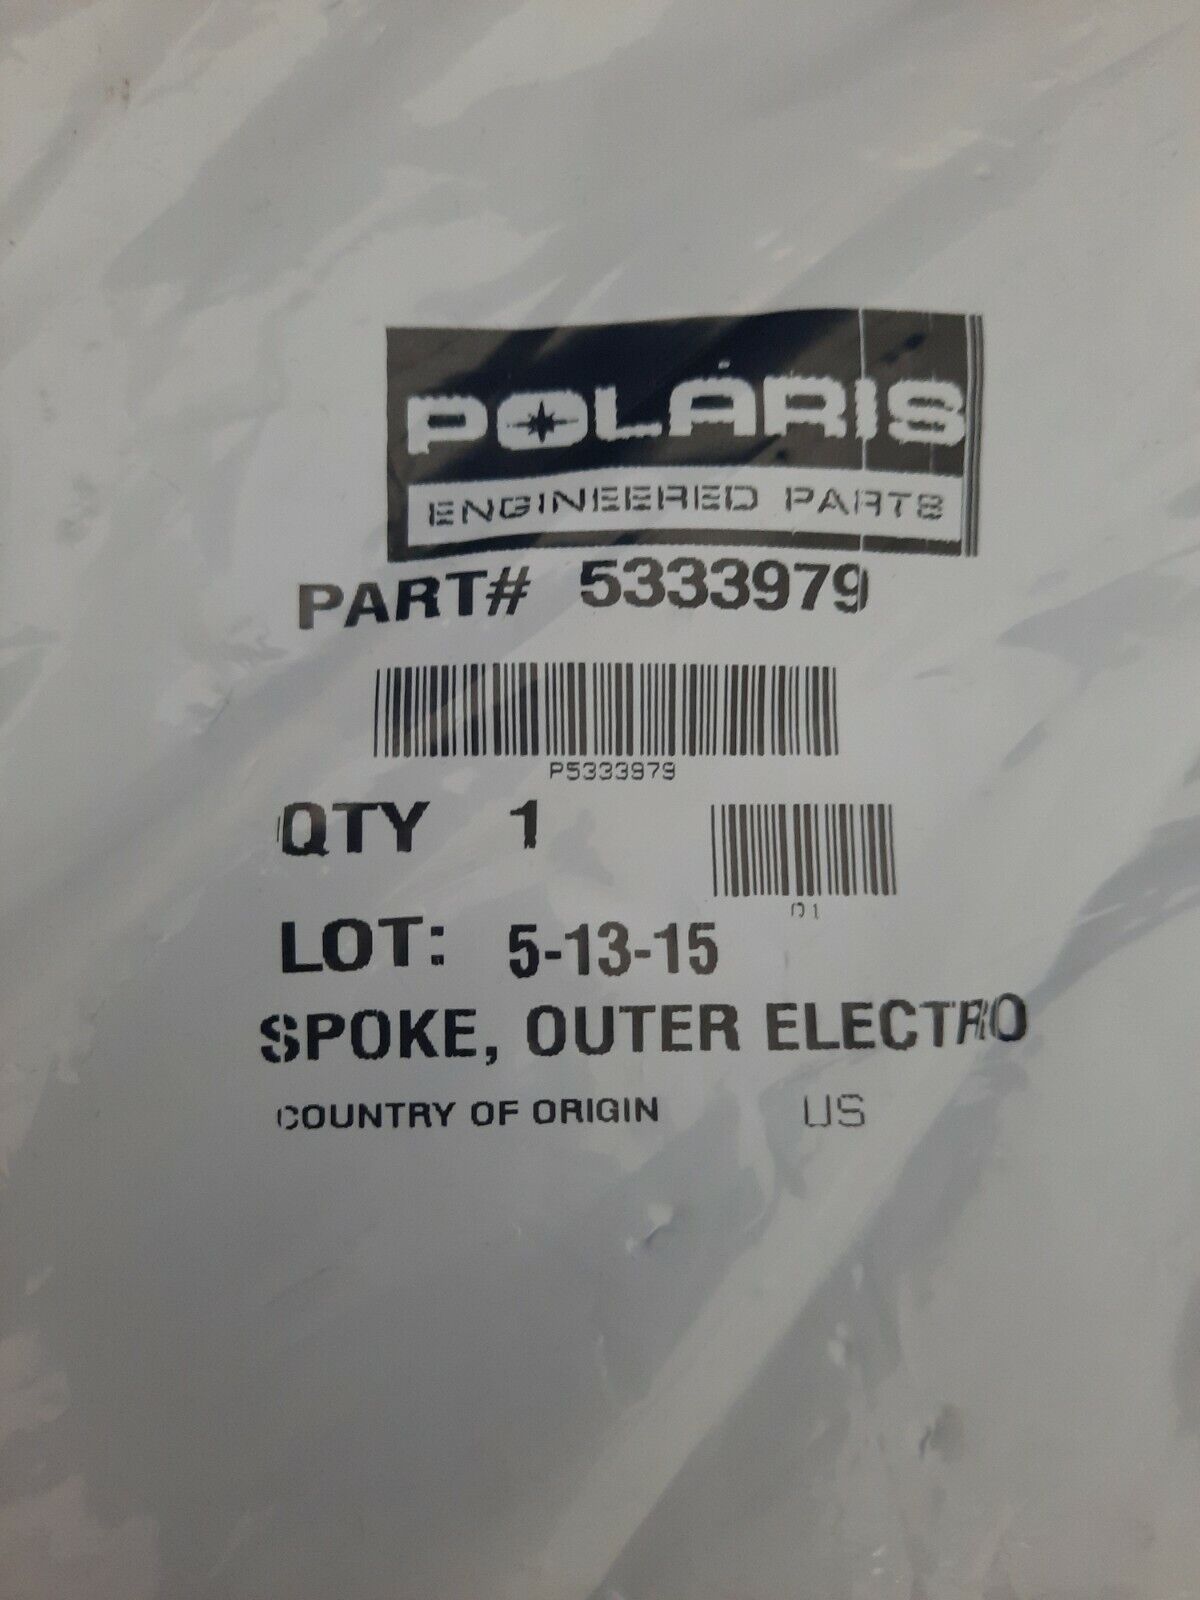 POLARIS
ENGINEERED PARTS
PART# 5333979
P5333979
QTY 1
01
LOT: 5-13-15
SPOKE, OUTER ELECTRO
COUNTRY OF ORIGIN US